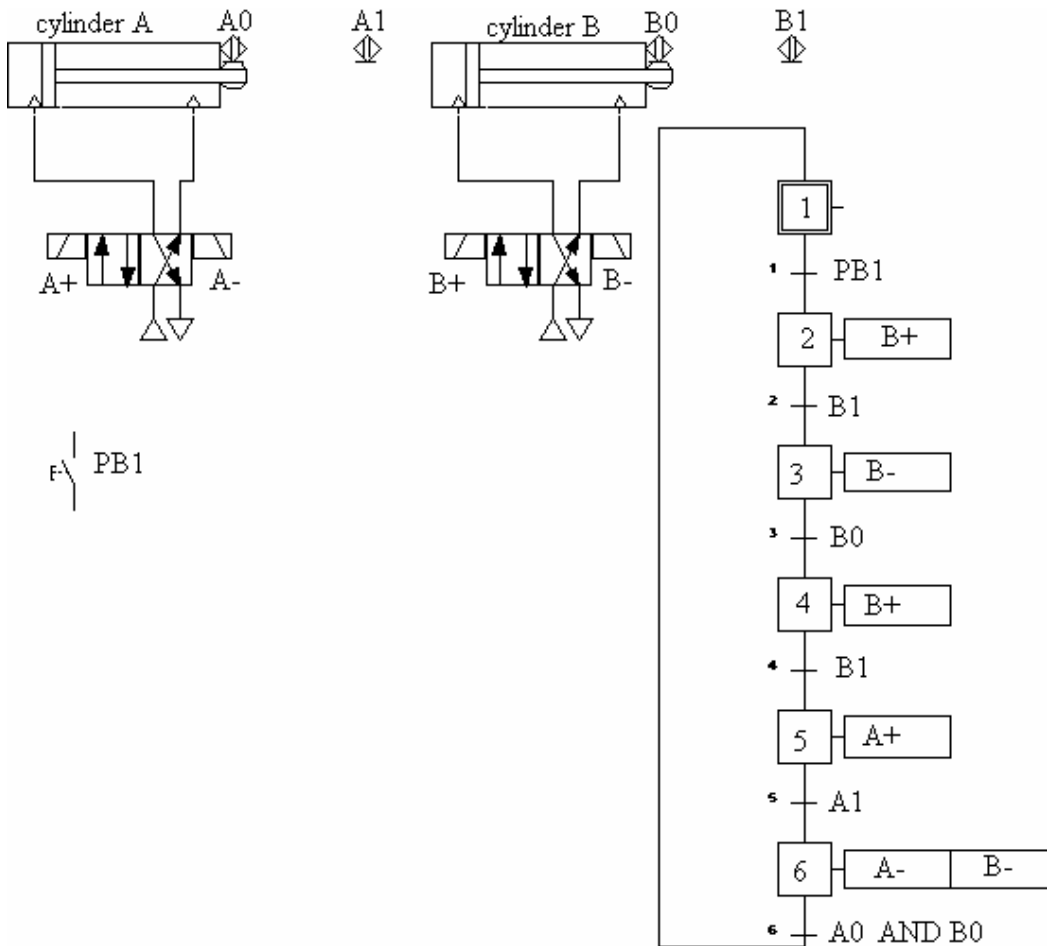 cylinder A A0 A1 cylinder B B0 B1
A+ A- B+ B-
PB1
1
1 PB1
2 B+
2 B1
3 B-
3 B0
4 B+
4 B1
5 A+
5 A1
6 A- B-
6 A0 AND B0